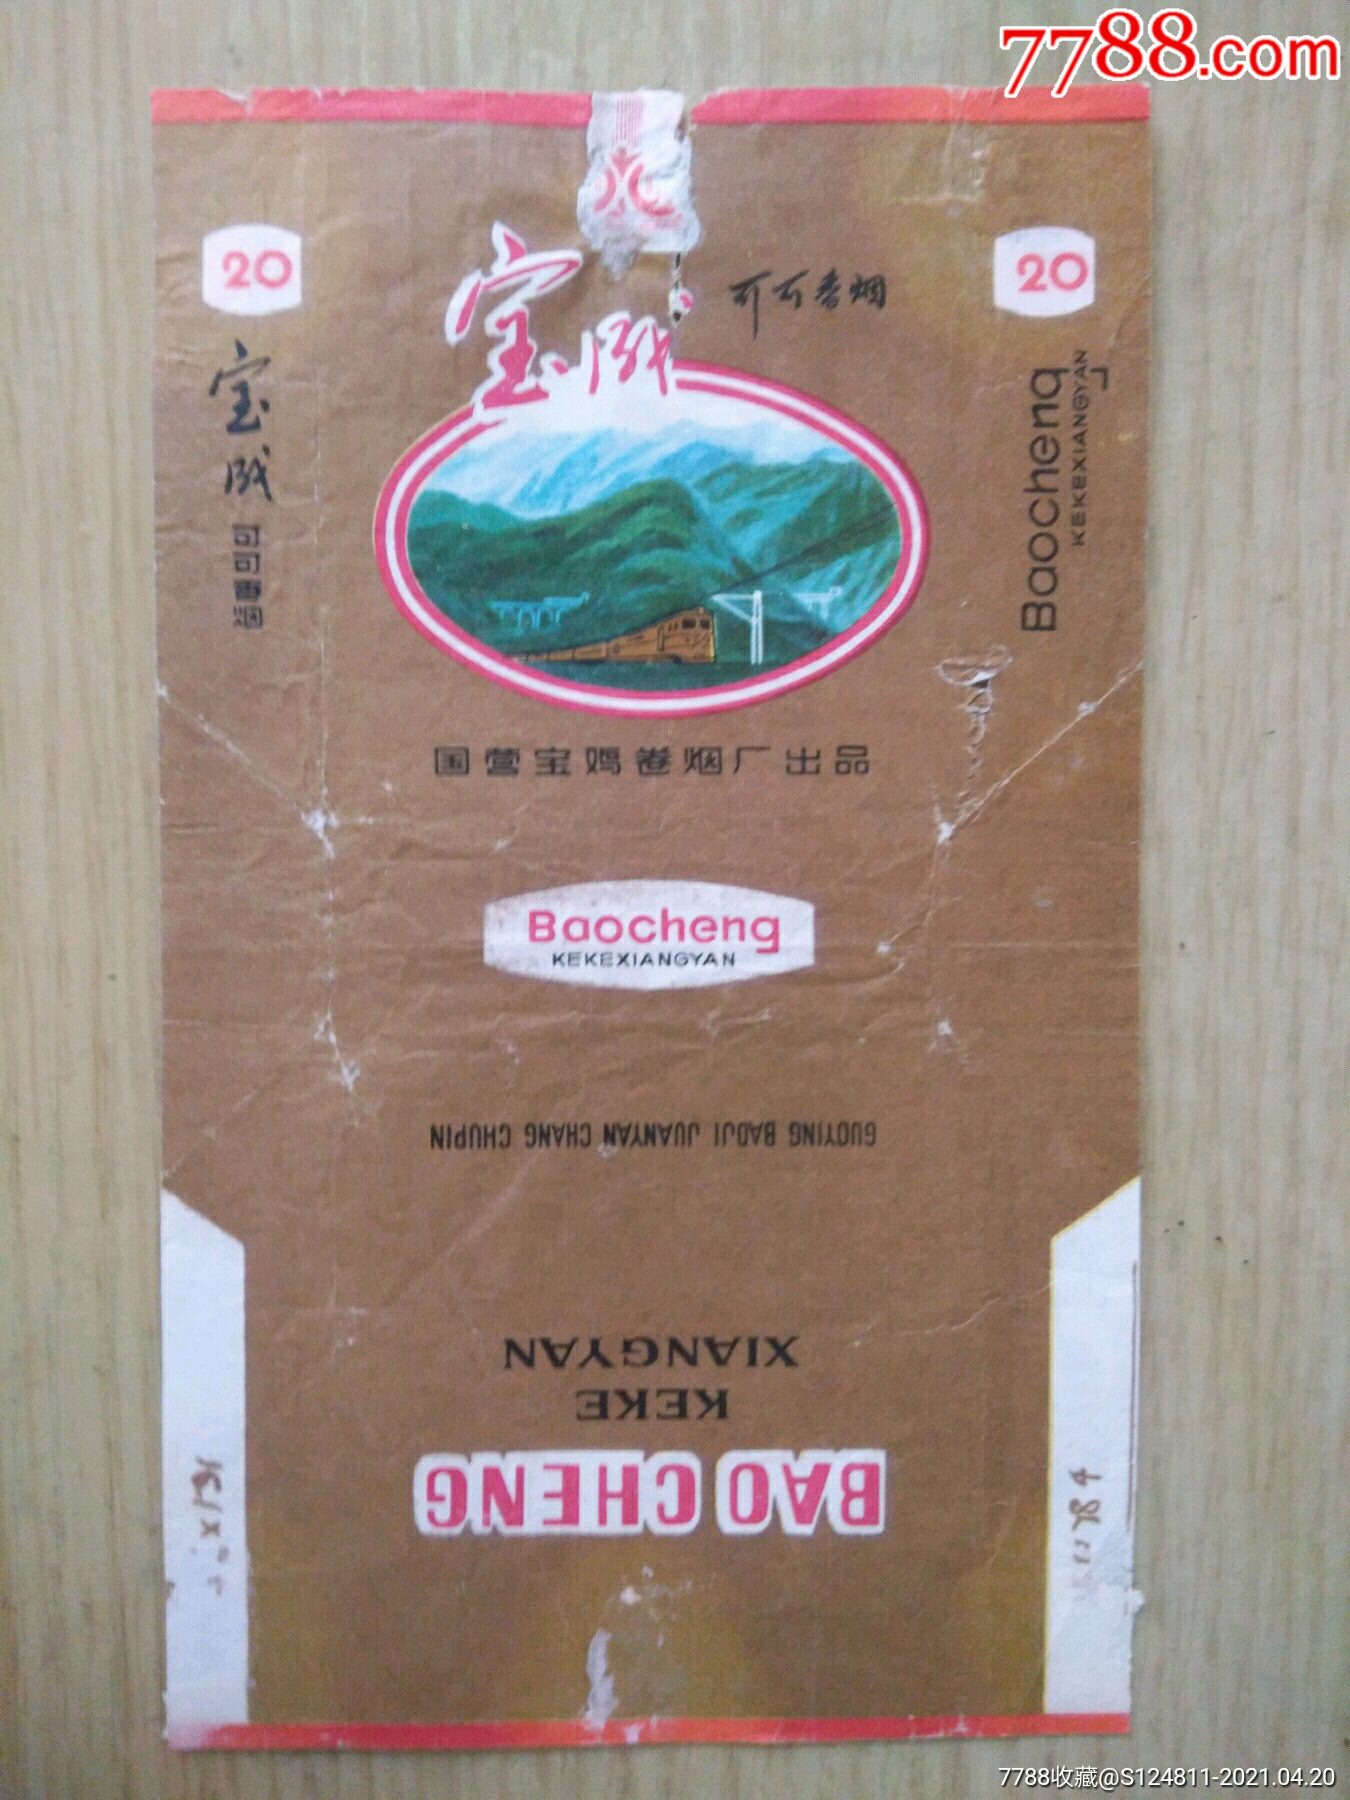 7788.com
20
宝成
可可香烟
20
宝成
可可香烟
Baocheng
KEKEXIANGYAN
国营宝鸡卷烟厂出品
Baocheng
KEKEXIANGYAN
GUOYING BAOJI JUANYAN CHANG CHUPIN
XIANGYAN
KEKE
BAO CHENG
7788收藏@S124811-2021.04.20